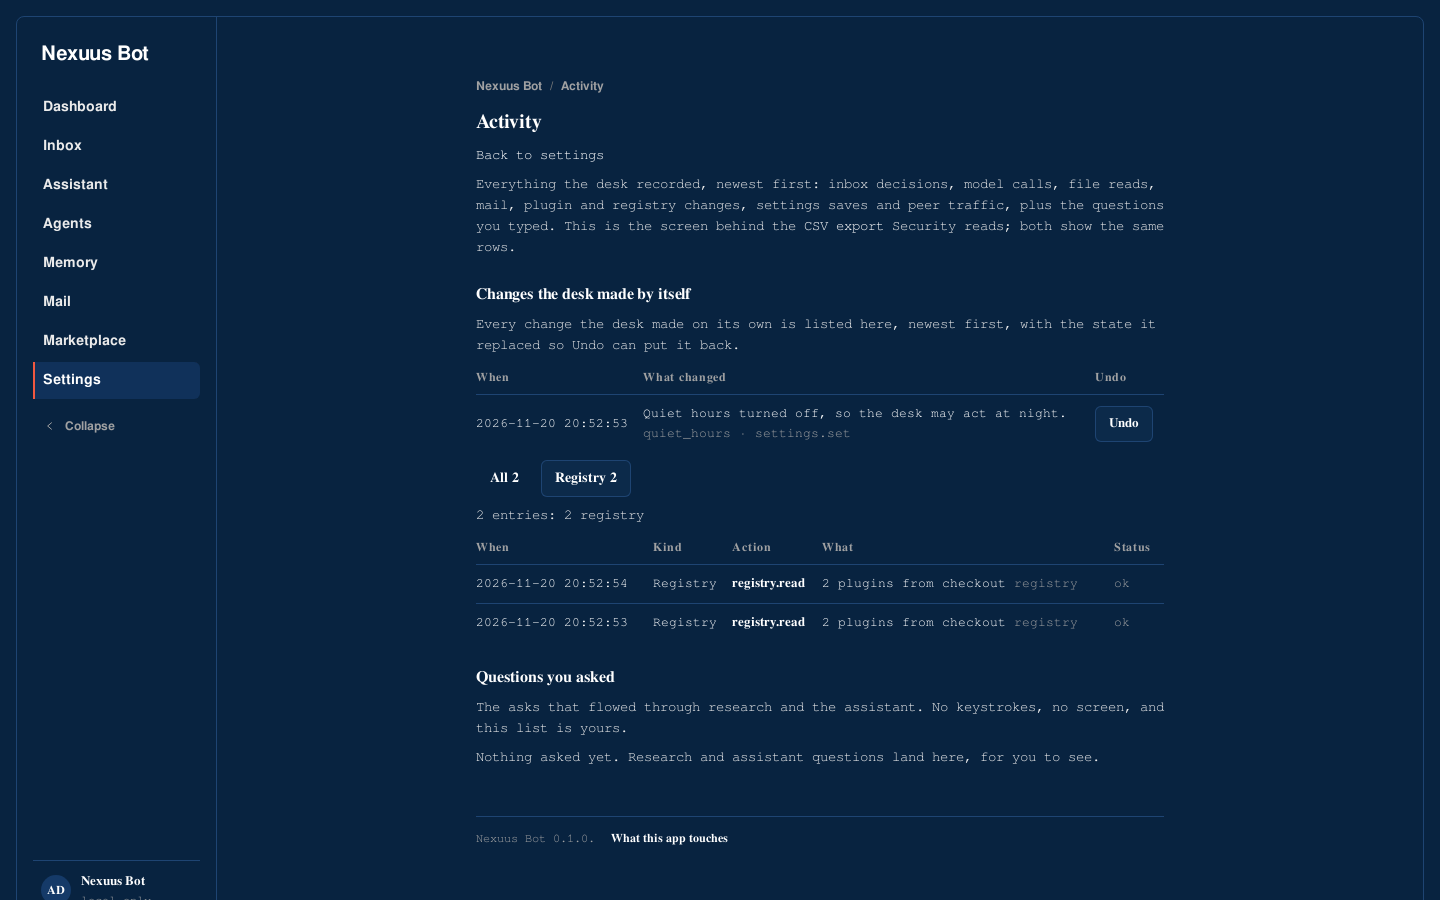 Nexuus Bot
Dashboard
Inbox
Assistant
Agents
Memory
Mail
Marketplace
Settings
Collapse
Nexuus Bot / Activity
Activity
Back to settings
Everything the desk recorded, newest first: inbox decisions, model calls, file reads,
mail, plugin and registry changes, settings saves and peer traffic, plus the questions
you typed. This is the screen behind the CSV export Security reads; both show the same
rows.
Changes the desk made by itself
Every change the desk made on its own is listed here, newest first, with the state it
replaced so Undo can put it back.
When What changed Undo
2026-11-20 20:52:53 Quiet hours turned off, so the desk may act at night. Undo
quiet_hours · settings.set
All 2 Registry 2
2 entries: 2 registry
When Kind Action What Status
2026-11-20 20:52:54 Registry registry.read 2 plugins from checkout registry ok
2026-11-20 20:52:53 Registry registry.read 2 plugins from checkout registry ok
Questions you asked
The asks that flowed through research and the assistant. No keystrokes, no screen, and
this list is yours.
Nothing asked yet. Research and assistant questions land here, for you to see.
Nexuus Bot 0.1.0. What this app touches
AD Nexuus Bot